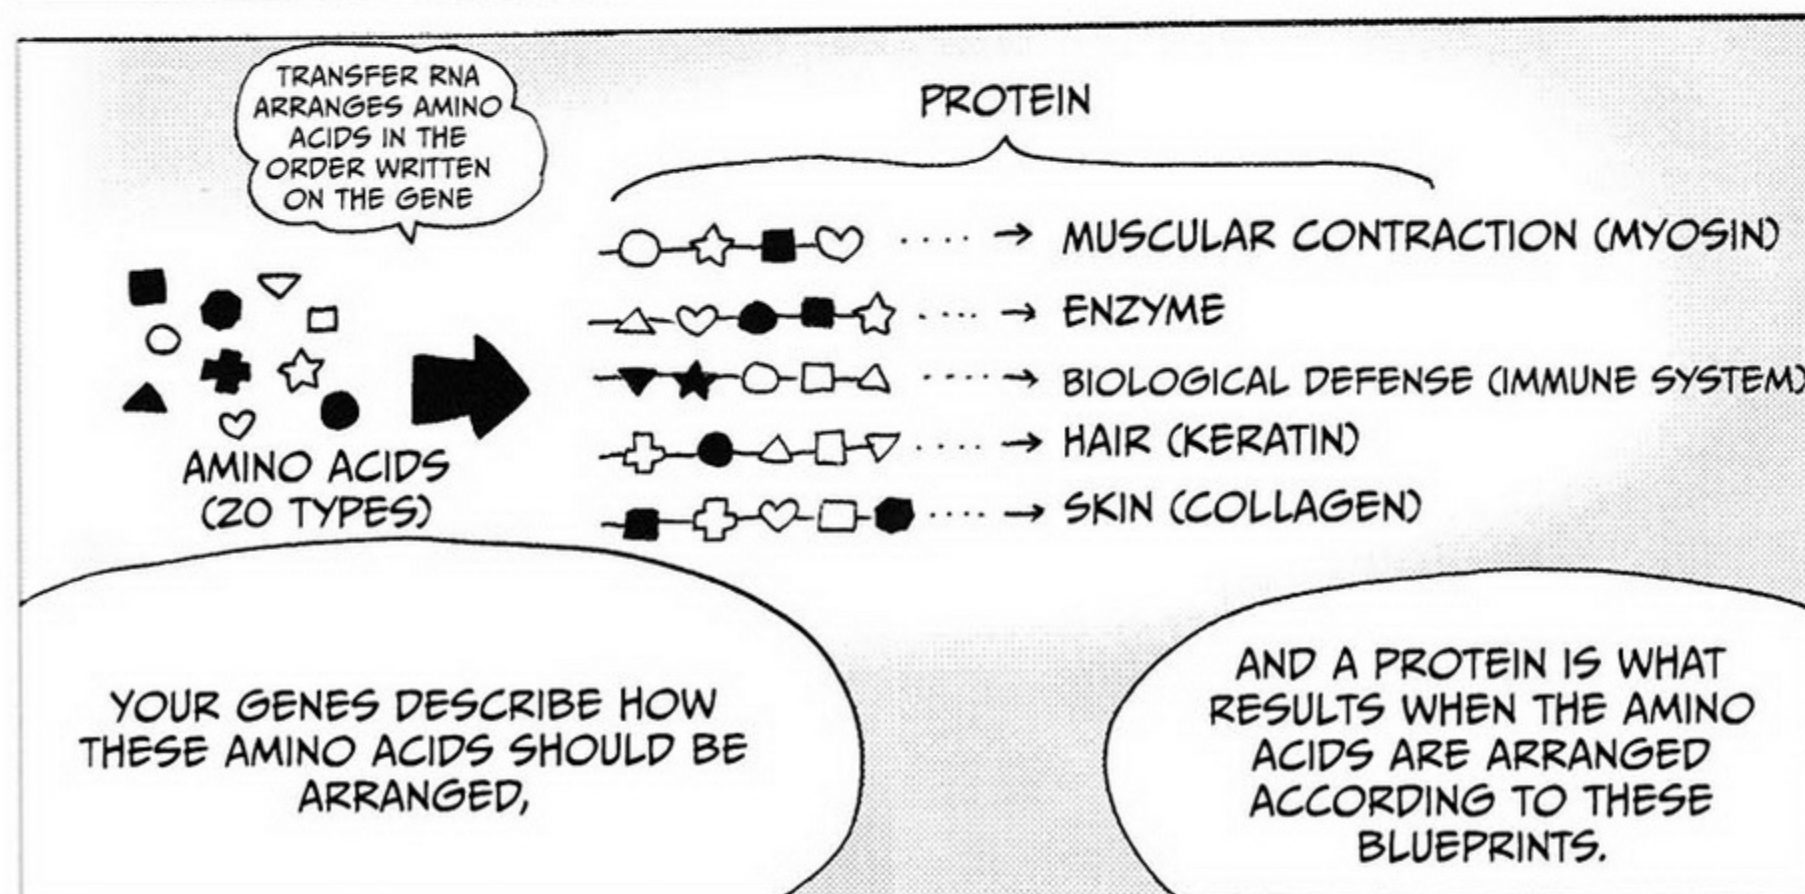 TRANSFER RNA
ARRANGES AMINO
ACIDS IN THE
ORDER WRITTEN
ON THE GENE
PROTEIN
MUSCULAR CONTRACTION (MYOSIN)
ENZYME
BIOLOGICAL DEFENSE (IMMUNE SYSTEM)
HAIR (KERATIN)
SKIN (COLLAGEN)
AMINO ACIDS
(20 TYPES)
YOUR GENES DESCRIBE HOW
THESE AMINO ACIDS SHOULD BE
ARRANGED,
AND A PROTEIN IS WHAT
RESULTS WHEN THE AMINO
ACIDS ARE ARRANGED
ACCORDING TO THESE
BLUEPRINTS.